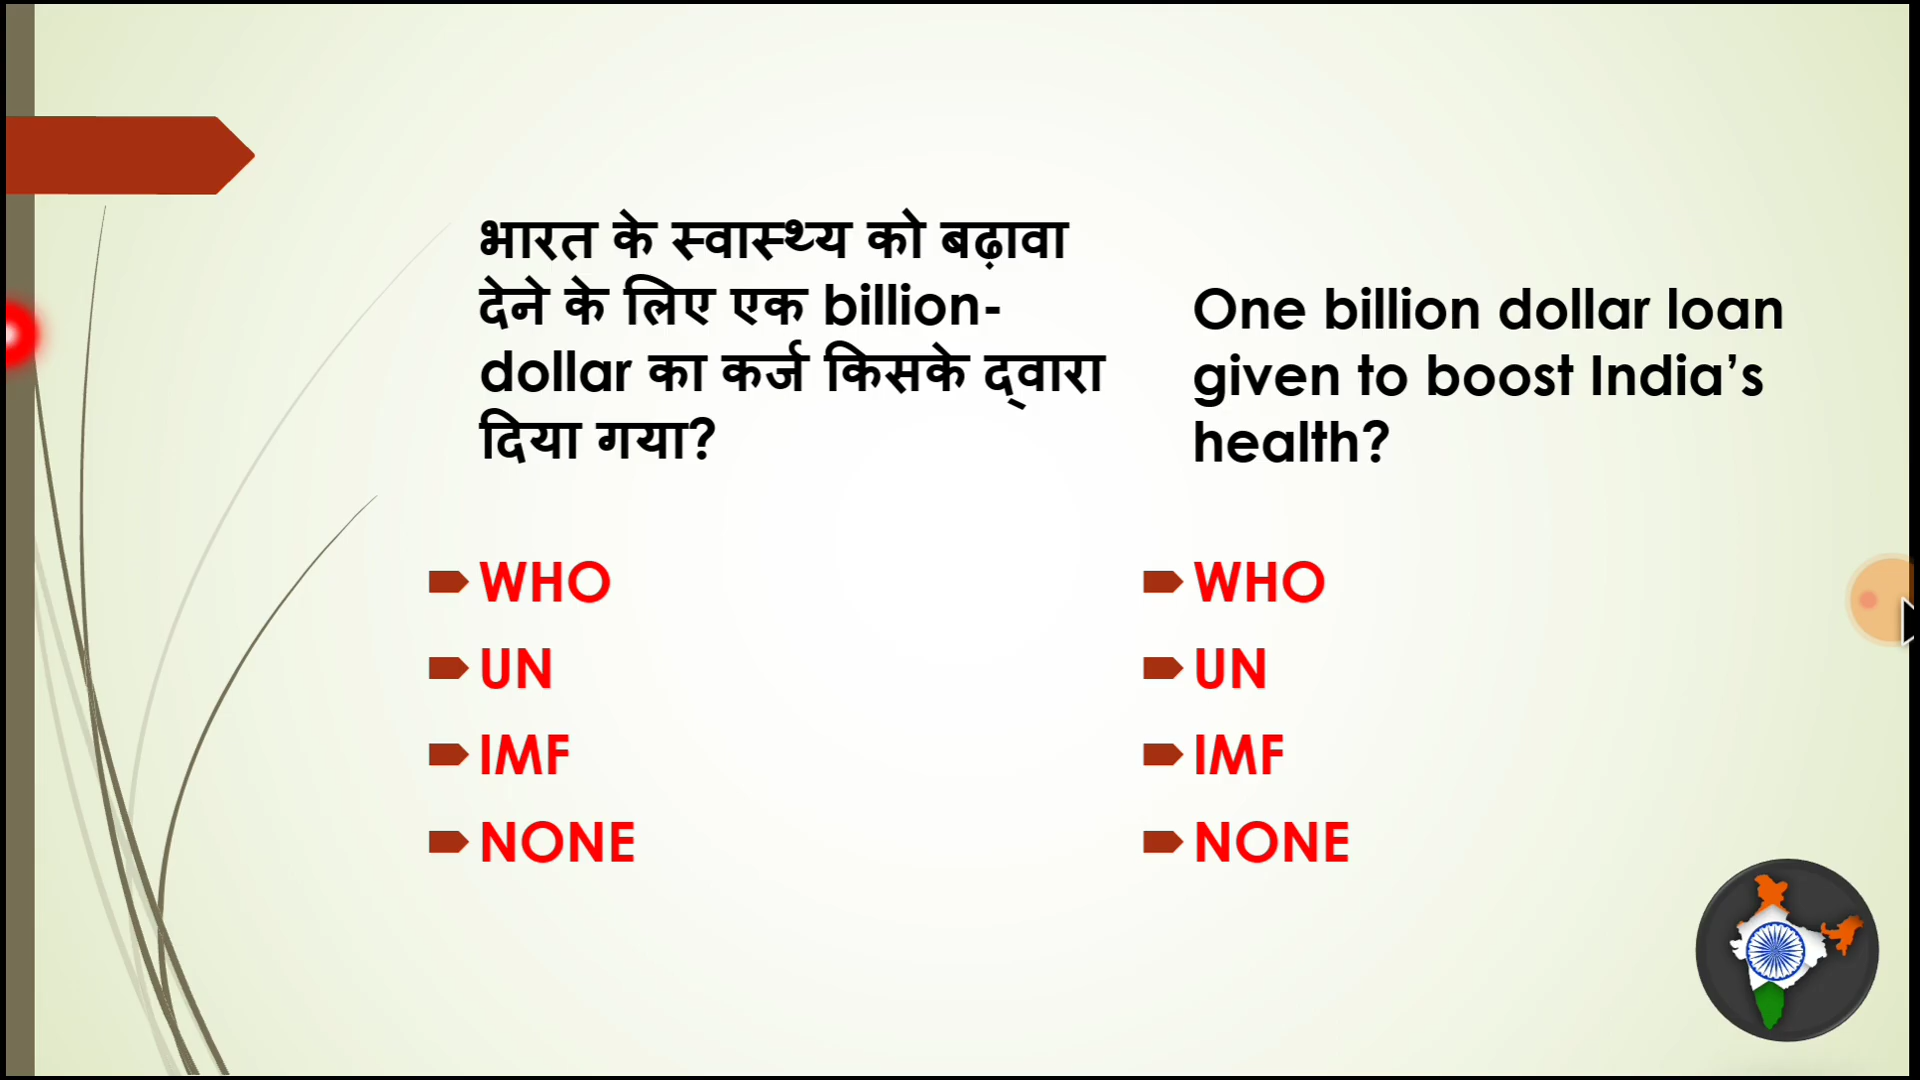 भारत के स्वास्थ्य को बढ़ावा
देने के लिए एक billion-
dollar का कर्ज किसके द्वारा
दिया गया?
WHO
UN
IMF
NONE
One billion dollar loan
given to boost India’s
health?
WHO
UN
IMF
NONE